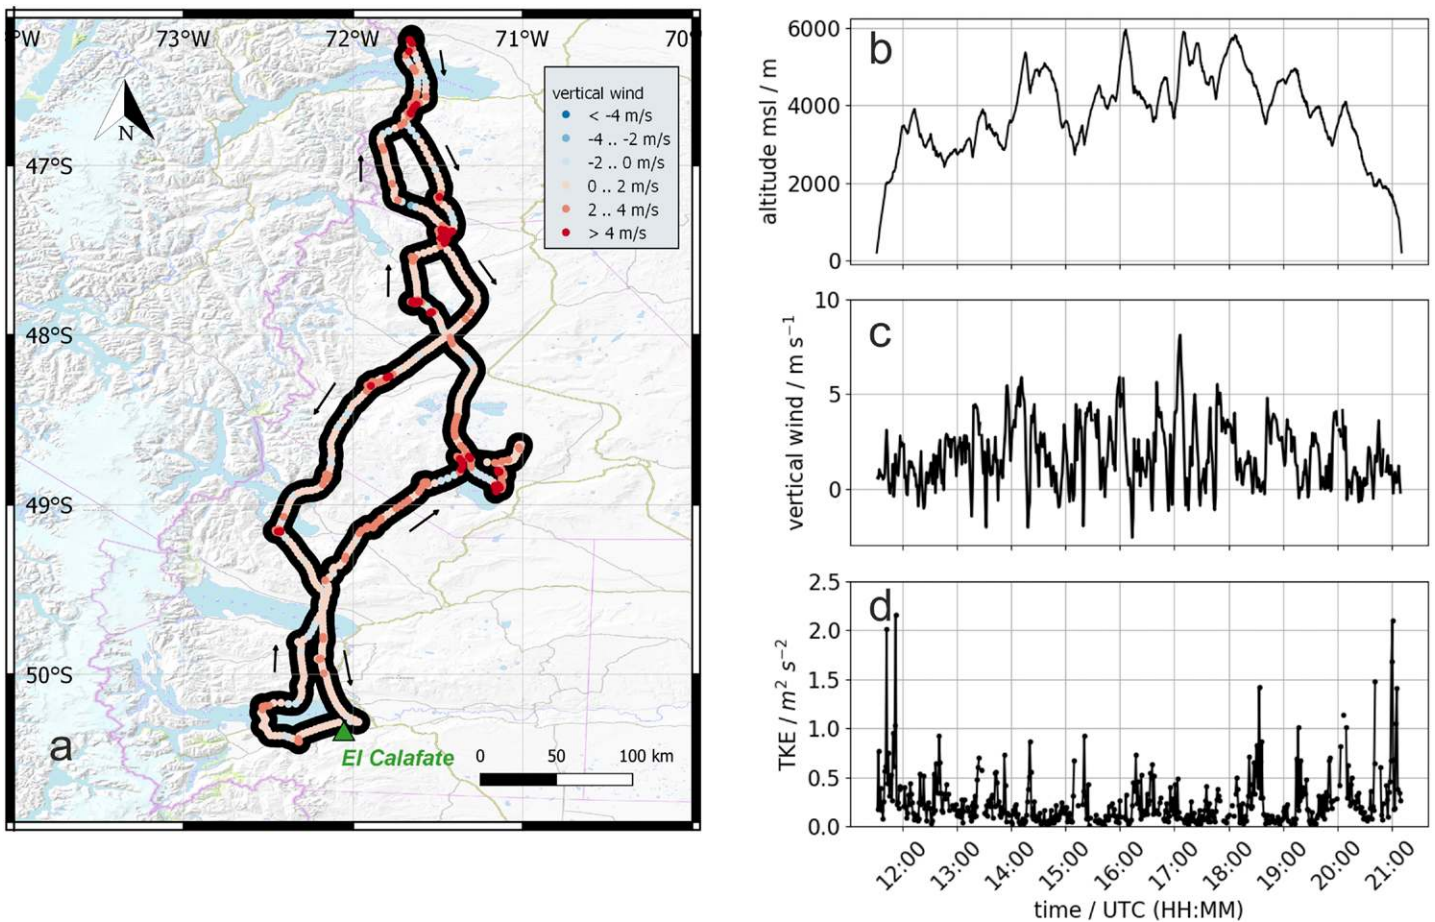 °W 73°W 72°W 71°W 70°
N
47°S
48°S
49°S
50°S
vertical wind
< -4 m/s
-4 .. -2 m/s
-2 .. 0 m/s
0 .. 2 m/s
2 .. 4 m/s
> 4 m/s
a
El Calafate
0 50 100 km
b
altitude msl / m
6000
4000
2000
0
c
vertical wind / m s⁻¹
10
5
0
d
TKE / m² s⁻²
2.5
2.0
1.5
1.0
0.5
0.0
12:00 13:00 14:00 15:00 16:00 17:00 18:00 19:00 20:00 21:00
time / UTC (HH:MM)